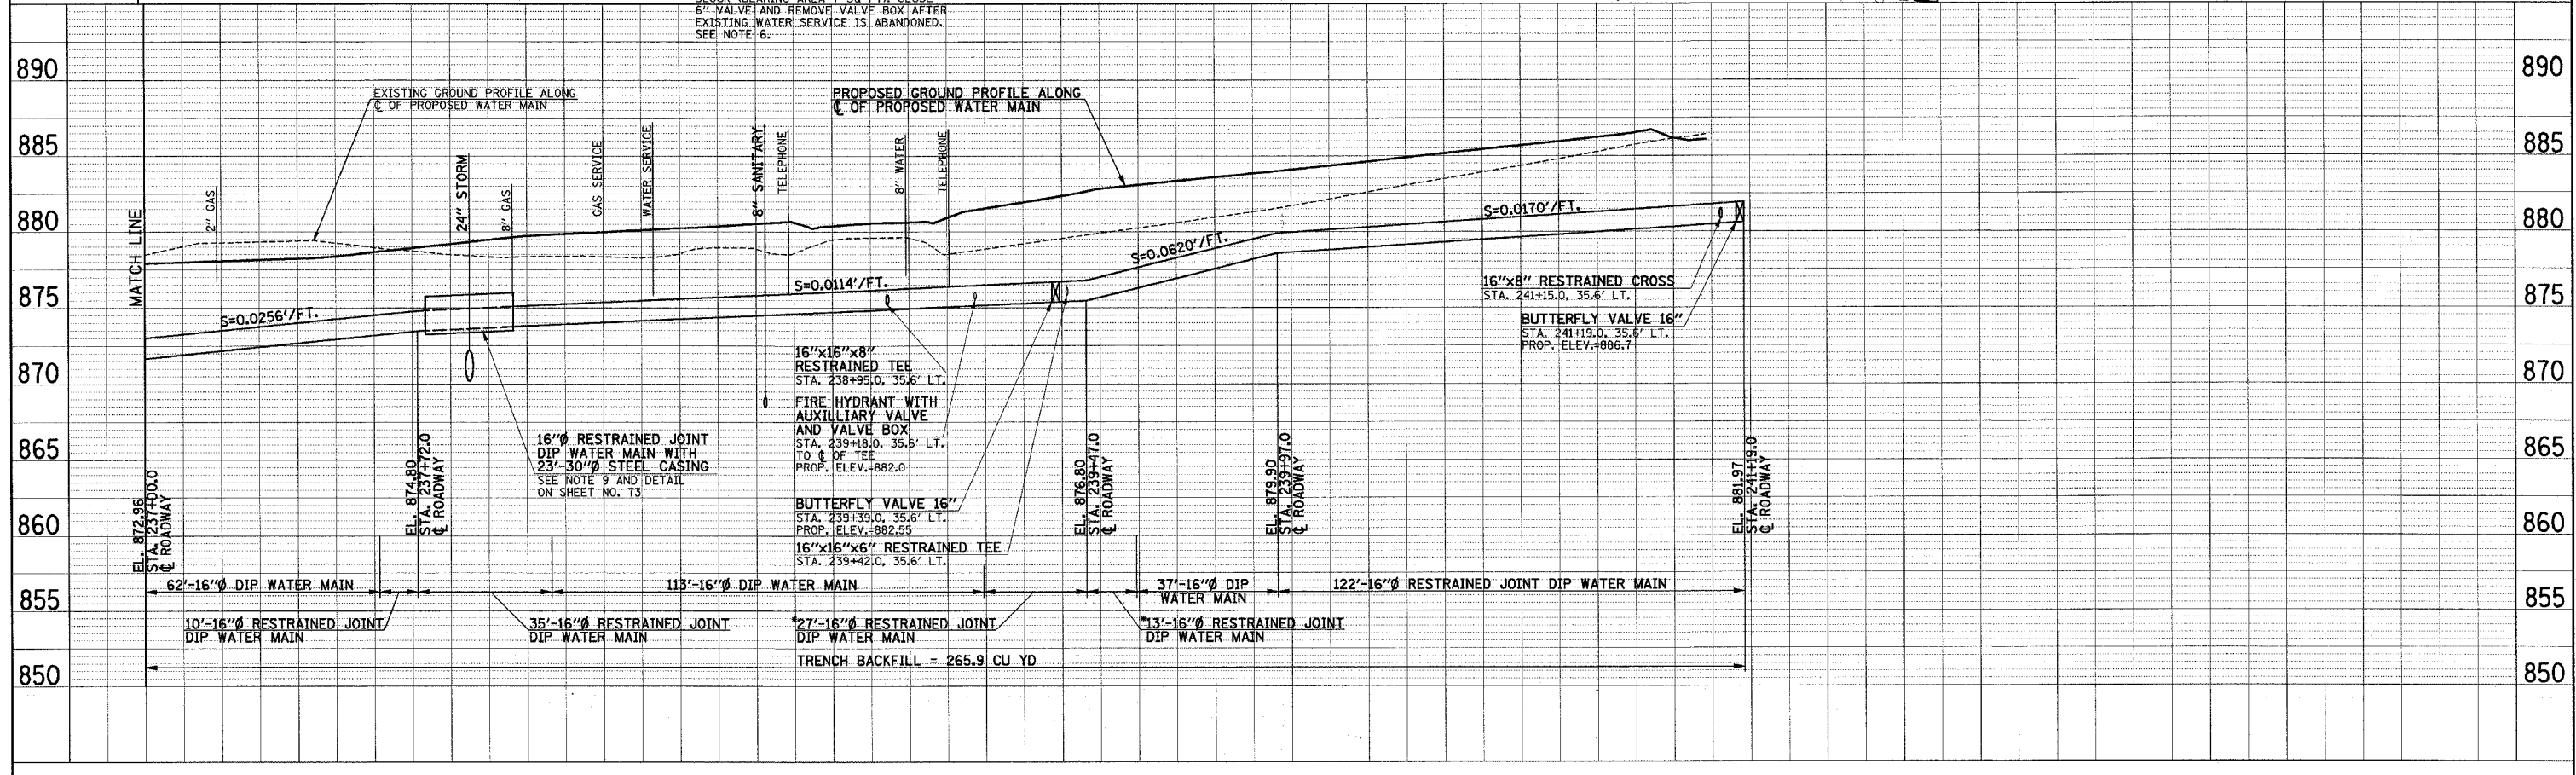 6" VALVE AND REMOVE VALVE BOX AFTER
EXISTING WATER SERVICE IS ABANDONED.
SEE NOTE 6.
890
890
EXISTING GROUND PROFILE ALONG
℄ OF PROPOSED WATER MAIN
PROPOSED GROUND PROFILE ALONG
℄ OF PROPOSED WATER MAIN
885
885
MATCH LINE
2" GAS
24" STORM
8" GAS
GAS SERVICE
WATER SERVICE
8" SANITARY
TELEPHONE
8" WATER
TELEPHONE
880
880
S=0.0170'/FT.
S=0.0620'/FT.
S=0.0114'/FT.
S=0.0256'/FT.
875
875
16"x8" RESTRAINED CROSS
STA. 241+15.0, 35.6' LT.
BUTTERFLY VALVE 16"
STA. 241+19.0, 35.6' LT.
PROP. ELEV.=886.7
870
870
16"x16"x8"
RESTRAINED TEE
STA. 238+95.0, 35.6' LT.
FIRE HYDRANT WITH
AUXILLIARY VALVE
AND VALVE BOX
STA. 239+18.0, 35.6' LT.
TO ℄ OF TEE
PROP. ELEV.=882.0
16"Ø RESTRAINED JOINT
DIP WATER MAIN WITH
23'-30"Ø STEEL CASING
SEE NOTE 9 AND DETAIL
ON SHEET NO. 73
865
865
BUTTERFLY VALVE 16"
STA. 239+39.0, 35.6' LT.
PROP. ELEV.=882.55
16"x16"x6" RESTRAINED TEE
STA. 239+42.0, 35.6' LT.
860
860
EL. 872.96
STA. 237+00.0
℄ ROADWAY
EL. 874.80
STA. 237+72.0
℄ ROADWAY
EL. 876.80
STA. 239+47.0
℄ ROADWAY
EL. 879.90
STA. 239+97.0
℄ ROADWAY
EL. 881.97
STA. 241+19.0
℄ ROADWAY
62'-16"Ø DIP WATER MAIN
113'-16"Ø DIP WATER MAIN
37'-16"Ø DIP
WATER MAIN
122'-16"Ø RESTRAINED JOINT DIP WATER MAIN
855
855
10'-16"Ø RESTRAINED JOINT
DIP WATER MAIN
35'-16"Ø RESTRAINED JOINT
DIP WATER MAIN
*27'-16"Ø RESTRAINED JOINT
DIP WATER MAIN
*13'-16"Ø RESTRAINED JOINT
DIP WATER MAIN
TRENCH BACKFILL = 265.9 CU YD
850
850